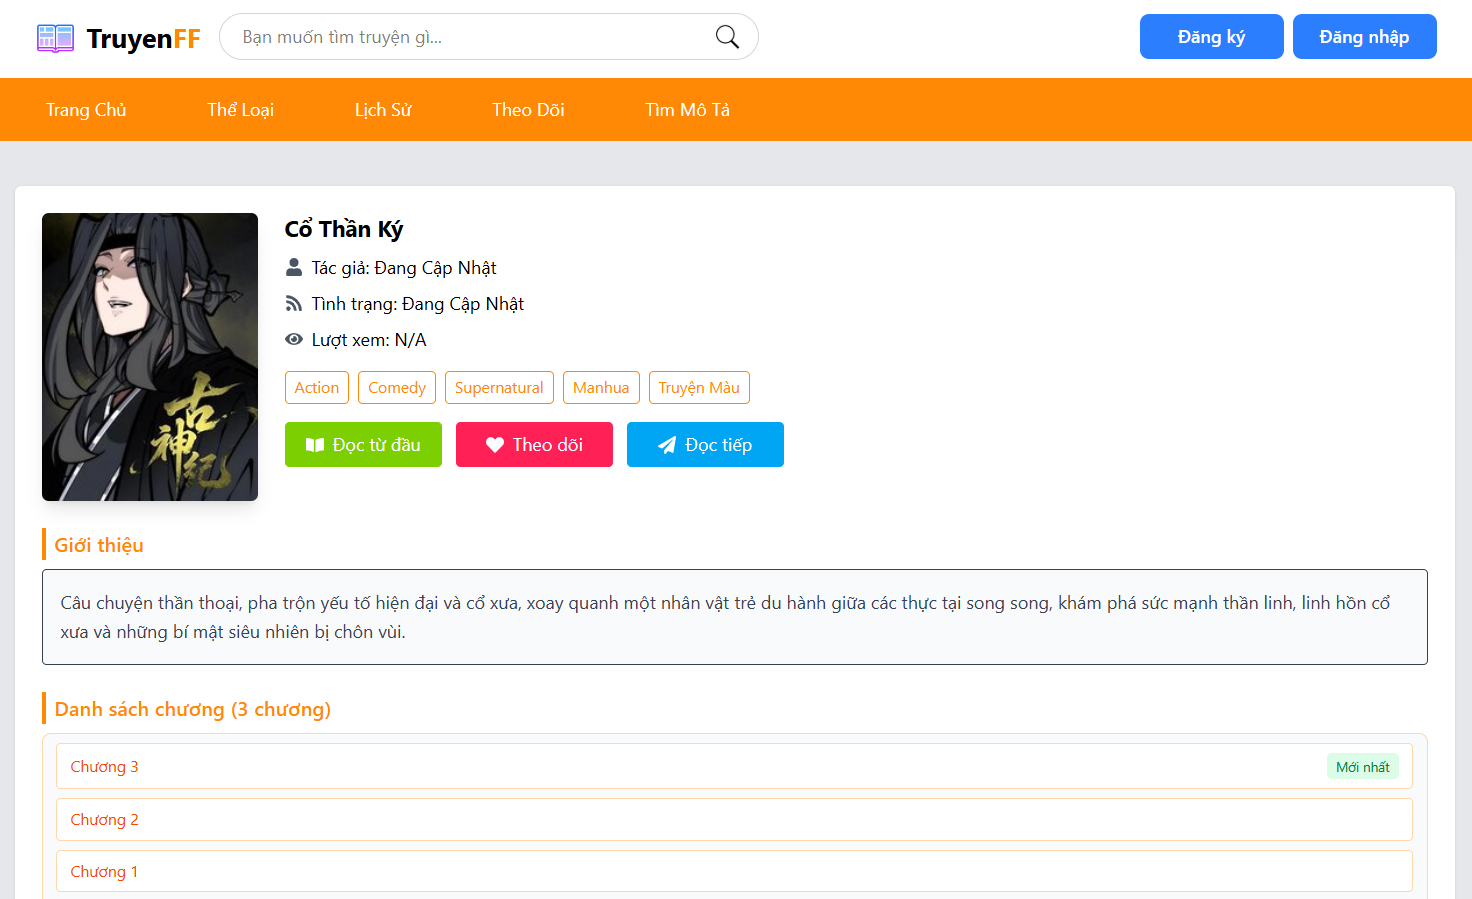 TruyenFF
Bạn muốn tìm truyện gì...
Đăng ký
Đăng nhập
Trang Chủ
Thể Loại
Lịch Sử
Theo Dõi
Tìm Mô Tả
古神纪
Cổ Thần Ký
Tác giả: Đang Cập Nhật
Tình trạng: Đang Cập Nhật
Lượt xem: N/A
Action
Comedy
Supernatural
Manhua
Truyện Màu
Đọc từ đầu
Theo dõi
Đọc tiếp
Giới thiệu
Câu chuyện thần thoại, pha trộn yếu tố hiện đại và cổ xưa, xoay quanh một nhân vật trẻ du hành giữa các thực tại song song, khám phá sức mạnh thần linh, linh hồn cổ
xưa và những bí mật siêu nhiên bị chôn vùi.
Danh sách chương (3 chương)
Chương 3
Mới nhất
Chương 2
Chương 1